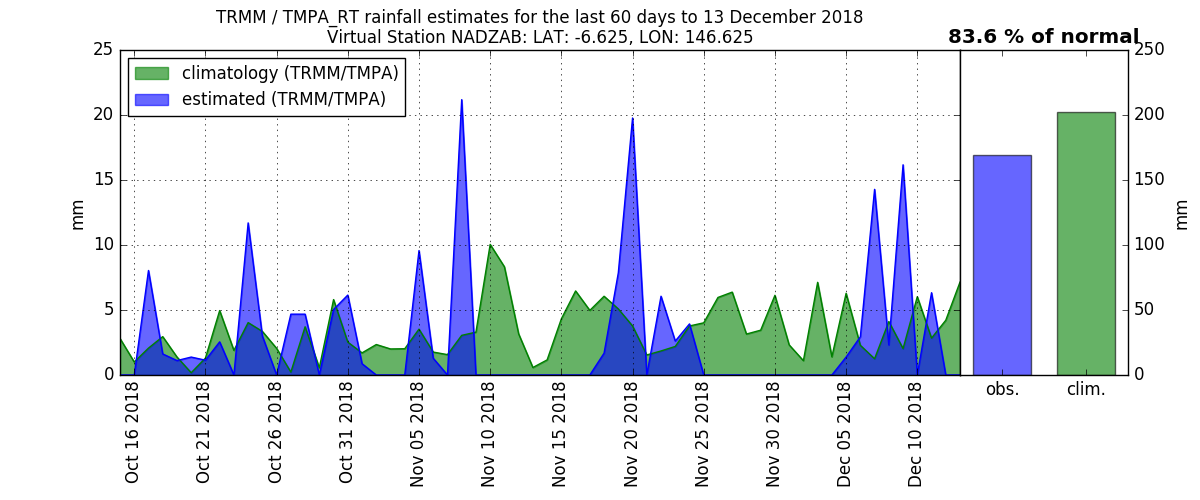 TRMM / TMPA_RT rainfall estimates for the last 60 days to 13 December 2018
Virtual Station NADZAB: LAT: -6.625, LON: 146.625
83.6 % of normal
climatology (TRMM/TMPA)
estimated (TRMM/TMPA)
25
20
15
10
5
0
mm
250
200
150
100
50
0
mm
Oct 16 2018
Oct 21 2018
Oct 26 2018
Oct 31 2018
Nov 05 2018
Nov 10 2018
Nov 15 2018
Nov 20 2018
Nov 25 2018
Nov 30 2018
Dec 05 2018
Dec 10 2018
obs.
clim.